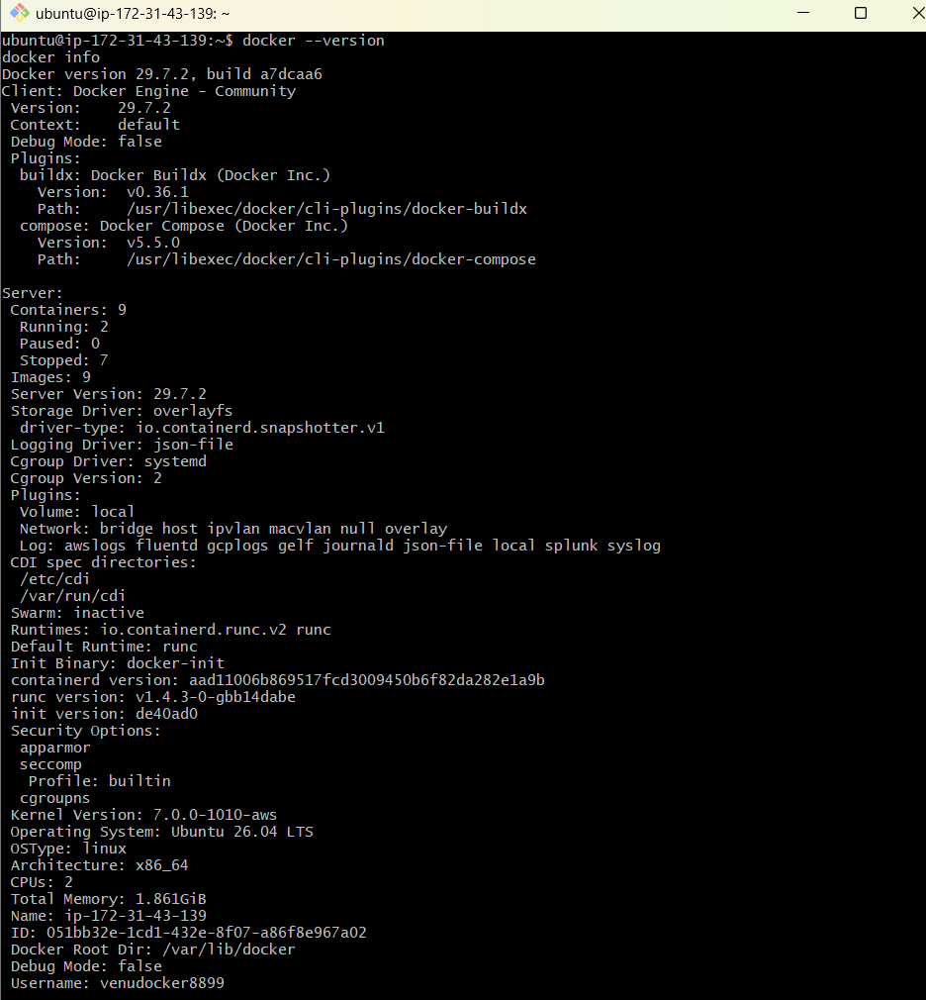 ubuntu@ip-172-31-43-139: ~
ubuntu@ip-172-31-43-139:~$ docker --version
docker info
Docker version 29.7.2, build a7dcaa6
Client: Docker Engine - Community
 Version:    29.7.2
 Context:    default
 Debug Mode: false
 Plugins:
  buildx: Docker Buildx (Docker Inc.)
    Version:  v0.36.1
    Path:     /usr/libexec/docker/cli-plugins/docker-buildx
  compose: Docker Compose (Docker Inc.)
    Version:  v5.5.0
    Path:     /usr/libexec/docker/cli-plugins/docker-compose

Server:
 Containers: 9
  Running: 2
  Paused: 0
  Stopped: 7
 Images: 9
 Server Version: 29.7.2
 Storage Driver: overlayfs
  driver-type: io.containerd.snapshotter.v1
 Logging Driver: json-file
 Cgroup Driver: systemd
 Cgroup Version: 2
 Plugins:
  Volume: local
  Network: bridge host ipvlan macvlan null overlay
  Log: awslogs fluentd gcplogs gelf journald json-file local splunk syslog
 CDI spec directories:
  /etc/cdi
  /var/run/cdi
 Swarm: inactive
 Runtimes: io.containerd.runc.v2 runc
 Default Runtime: runc
 Init Binary: docker-init
 containerd version: aad11006b869517fcd3009450b6f82da282e1a9b
 runc version: v1.4.3-0-gbb14dabe
 init version: de40ad0
 Security Options:
  apparmor
  seccomp
   Profile: builtin
  cgroupns
 Kernel Version: 7.0.0-1010-aws
 Operating System: Ubuntu 26.04 LTS
 OSType: linux
 Architecture: x86_64
 CPUs: 2
 Total Memory: 1.861GiB
 Name: ip-172-31-43-139
 ID: 051bb32e-1cd1-432e-8f07-a86f8e967a02
 Docker Root Dir: /var/lib/docker
 Debug Mode: false
 Username: venudocker8899